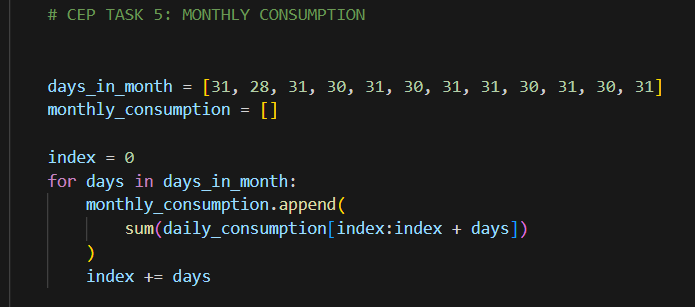 # CEP TASK 5: MONTHLY CONSUMPTION
days_in_month = [31, 28, 31, 30, 31, 30, 31, 31, 30, 31, 30, 31]
monthly_consumption = []
index = 0
for days in days_in_month:
    monthly_consumption.append(
        sum(daily_consumption[index:index + days])
    )
    index += days